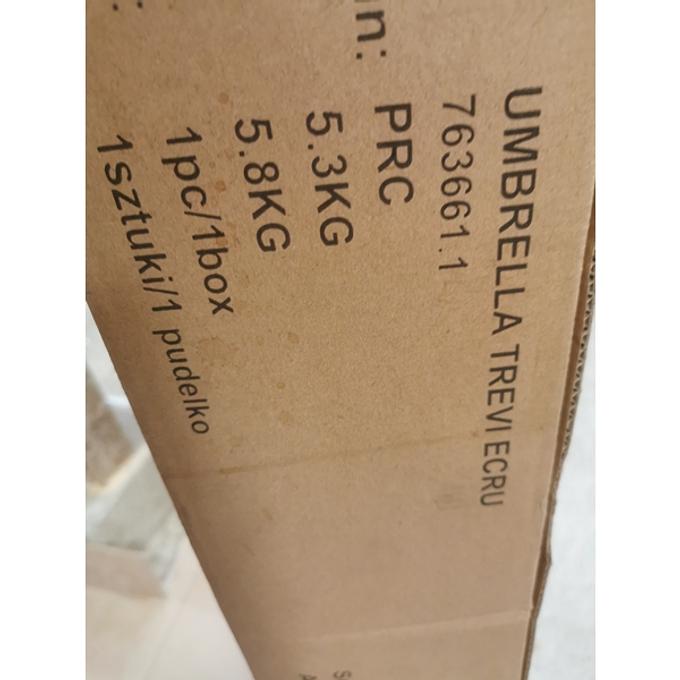 UMBRELLA TREVI ECRU
763661.1
n: PRC
5.3KG
5.8KG
1pc/1box
: 1sztuki/1 pudelko
S
A